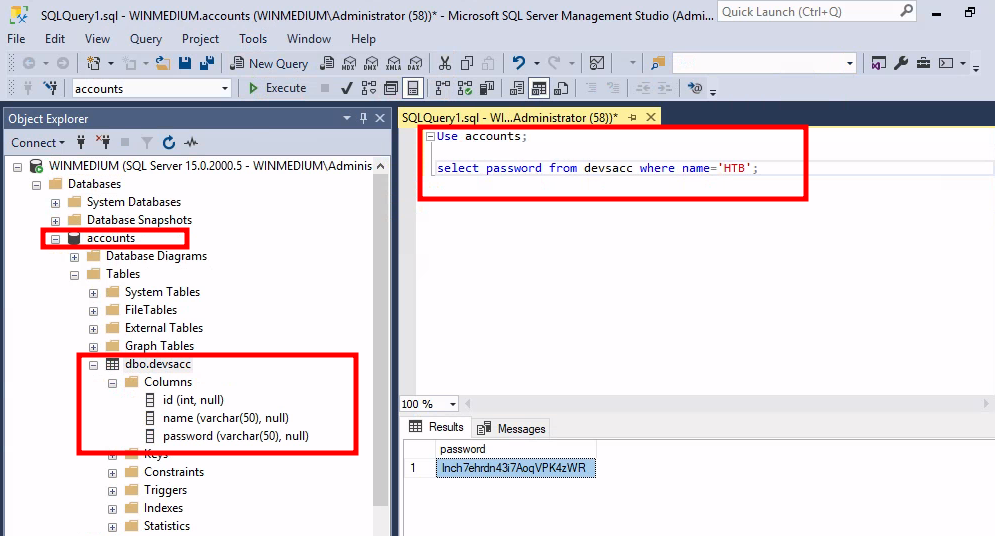 SQLQuery1.sql - WINMEDIUM.accounts (WINMEDIUM\Administrator (58))* - Microsoft SQL Server Management Studio (Admi...
Quick Launch (Ctrl+Q)
File Edit View Query Project Tools Window Help
New Query MDX DMX XMLA DAX
accounts Execute
Object Explorer
Connect
WINMEDIUM (SQL Server 15.0.2000.5 - WINMEDIUM\Adminis
Databases
System Databases
Database Snapshots
accounts
Database Diagrams
Tables
System Tables
FileTables
External Tables
Graph Tables
dbo.devsacc
Columns
id (int, null)
name (varchar(50), null)
password (varchar(50), null)
Keys
Constraints
Triggers
Indexes
Statistics
SQLQuery1.sql - WI...Administrator (58))*
Use accounts;
select password from devsacc where name='HTB';
100 %
Results Messages
password
1